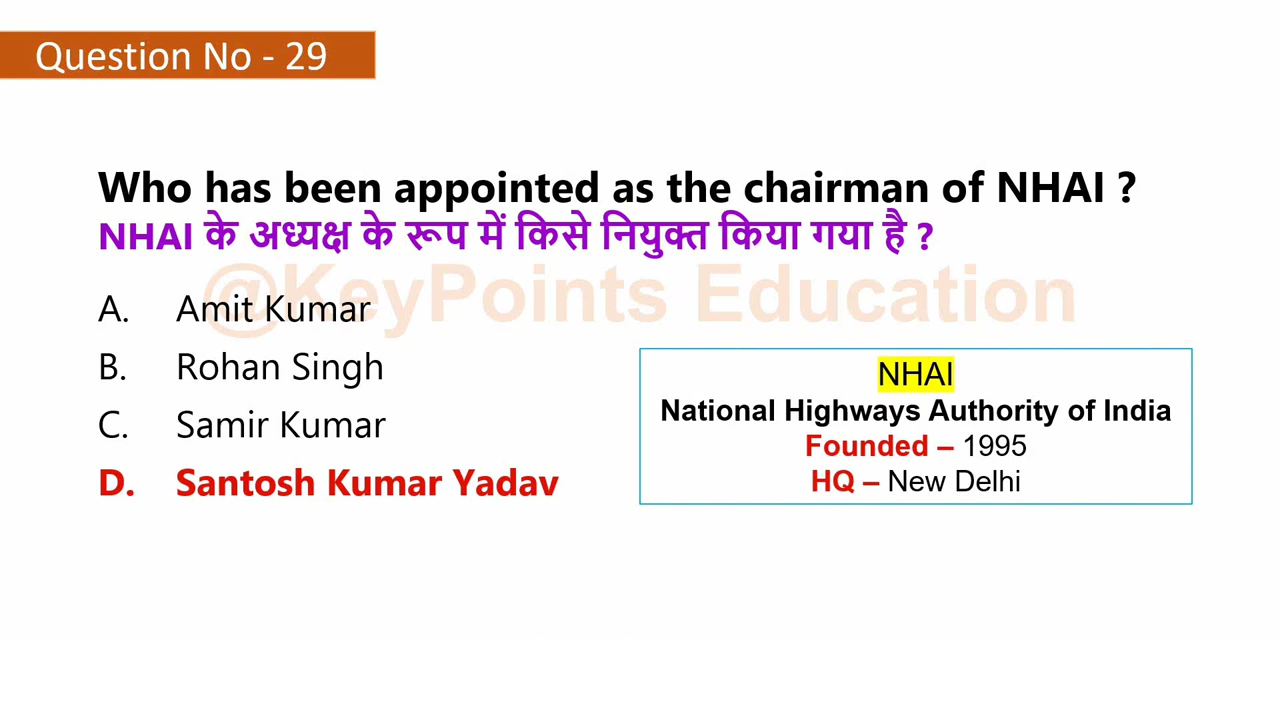 Question No - 29
Who has been appointed as the chairman of NHAI ?
NHAI के अध्यक्ष के रूप में किसे नियुक्त किया गया है ?
@KeyPoints Education
A. Amit Kumar
B. Rohan Singh
C. Samir Kumar
D. Santosh Kumar Yadav
NHAI
National Highways Authority of India
Founded – 1995
HQ – New Delhi